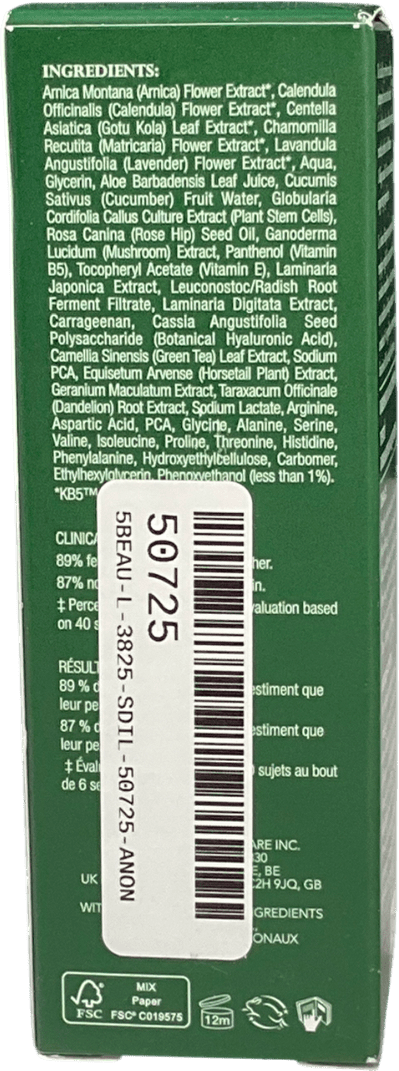 INGREDIENTS:
Arnica Montana (Arnica) Flower Extract*, Calendula
Officinalis (Calendula) Flower Extract*, Centella
Asiatica (Gotu Kola) Leaf Extract*, Chamomilla
Recutita (Matricaria) Flower Extract*, Lavandula
Angustifolia (Lavender) Flower Extract*, Aqua,
Glycerin, Aloe Barbadensis Leaf Juice, Cucumis
Sativus (Cucumber) Fruit Water, Globularia
Cordifolia Callus Culture Extract (Plant Stem Cells),
Rosa Canina (Rose Hip) Seed Oil, Ganoderma
Lucidum (Mushroom) Extract, Panthenol (Vitamin
B5), Tocopheryl Acetate (Vitamin E), Laminaria
Japonica Extract, Leuconostoc/Radish Root
Ferment Filtrate, Laminaria Digitata Extract,
Carrageenan, Cassia Angustifolia Seed
Polysaccharide (Botanical Hyaluronic Acid),
Camellia Sinensis (Green Tea) Leaf Extract, Sodium
PCA, Equisetum Arvense (Horsetail Plant) Extract,
Geranium Maculatum Extract, Taraxacum Officinale
(Dandelion) Root Extract, Sodium Lactate, Arginine,
Aspartic Acid, PCA, Glycine, Alanine, Serine,
Valine, Isoleucine, Proline, Threonine, Histidine,
Phenylalanine, Hydroxyethylcellulose, Carbomer,
Ethylhexylglycerin, Phenoxyethanol (less than 1%).
*KB5™
CLINICA
89% fe her.
87% no in.
‡ Perce valuation based
on 40 s
RÉSULT
89 % d estiment que
leur pe
87 % d estiment que
leur pe
‡ Éval sujets au bout
de 6 se
ARE INC.
30
E, BE
UK C2H 9JQ, GB
WIT GREDIENTS
ONAUX
50725
5BEAU-L-3825-SDIL-50725-ANON
MIX
Paper
FSC FSC® C019575
12m